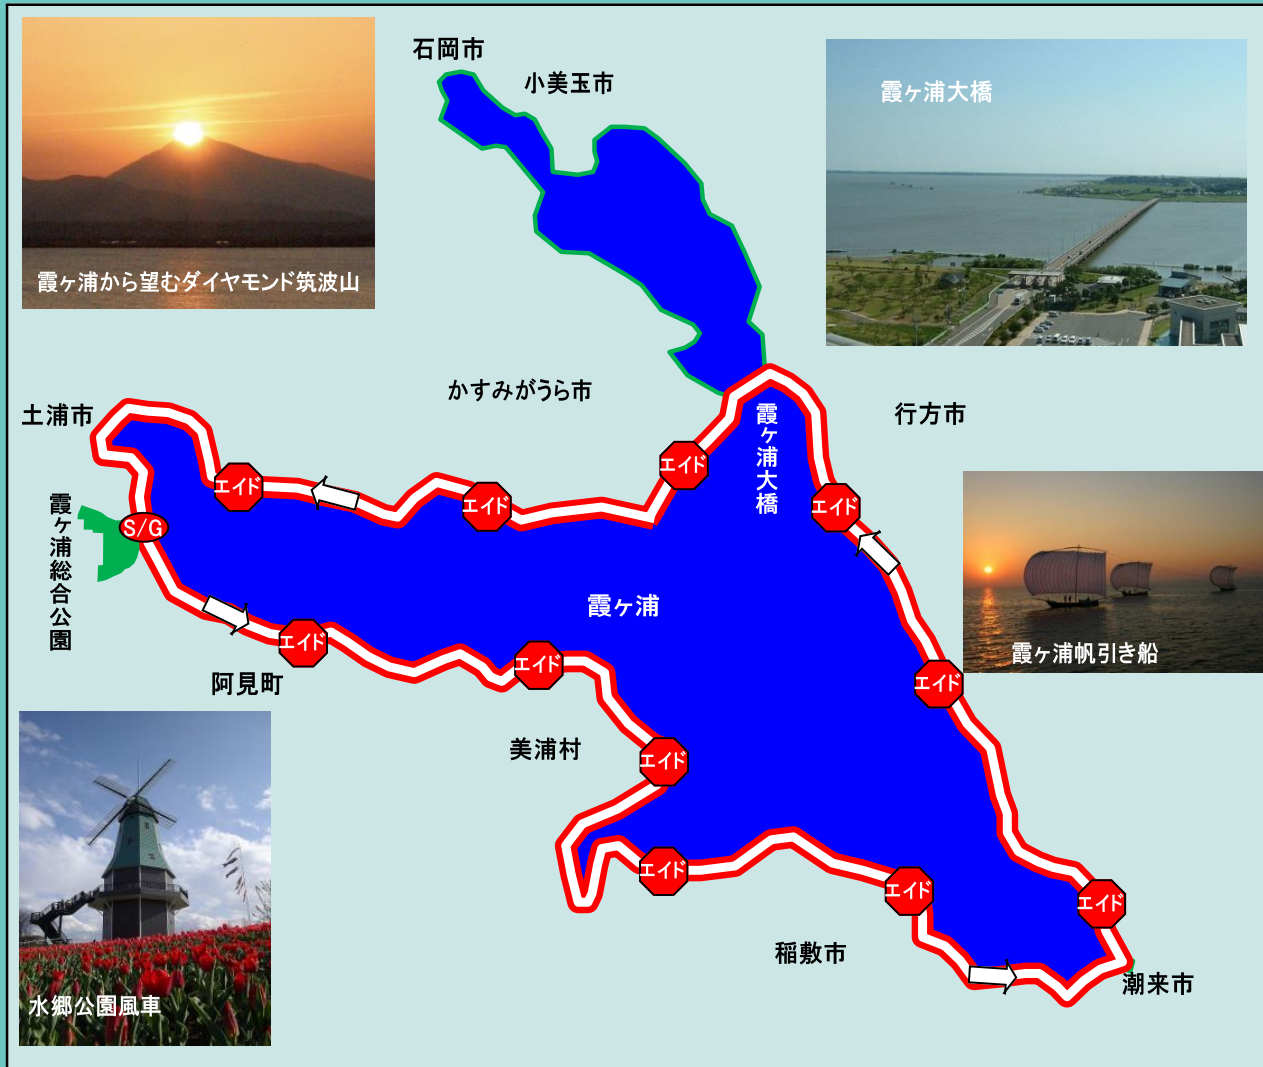 石岡市
小美玉市
霞ヶ浦大橋
霞ヶ浦から望むダイヤモンド筑波山
かすみがうら市
土浦市
霞ヶ浦大橋
行方市
エイド
エイド
エイド
エイド
霞ヶ浦総合公園
S/G
霞ヶ浦
エイド
エイド
霞ヶ浦帆引き船
阿見町
エイド
美浦村
エイド
エイド
エイド
エイド
稲敷市
潮来市
水郷公園風車